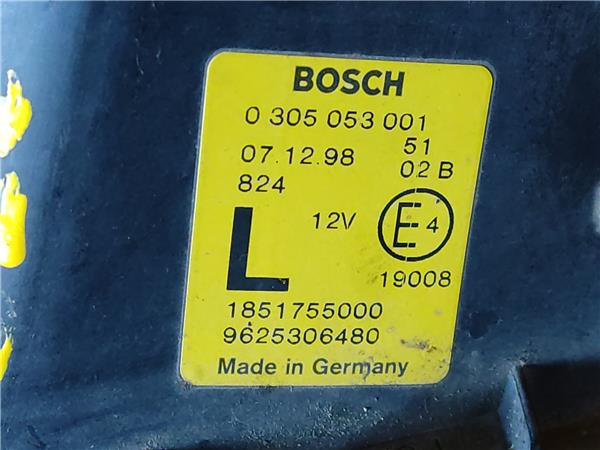 BOSCH
0 305 053 001
07.12.98 51
824 02 B
L 12V E 4
19008
1851755000
9625306480
Made in Germany